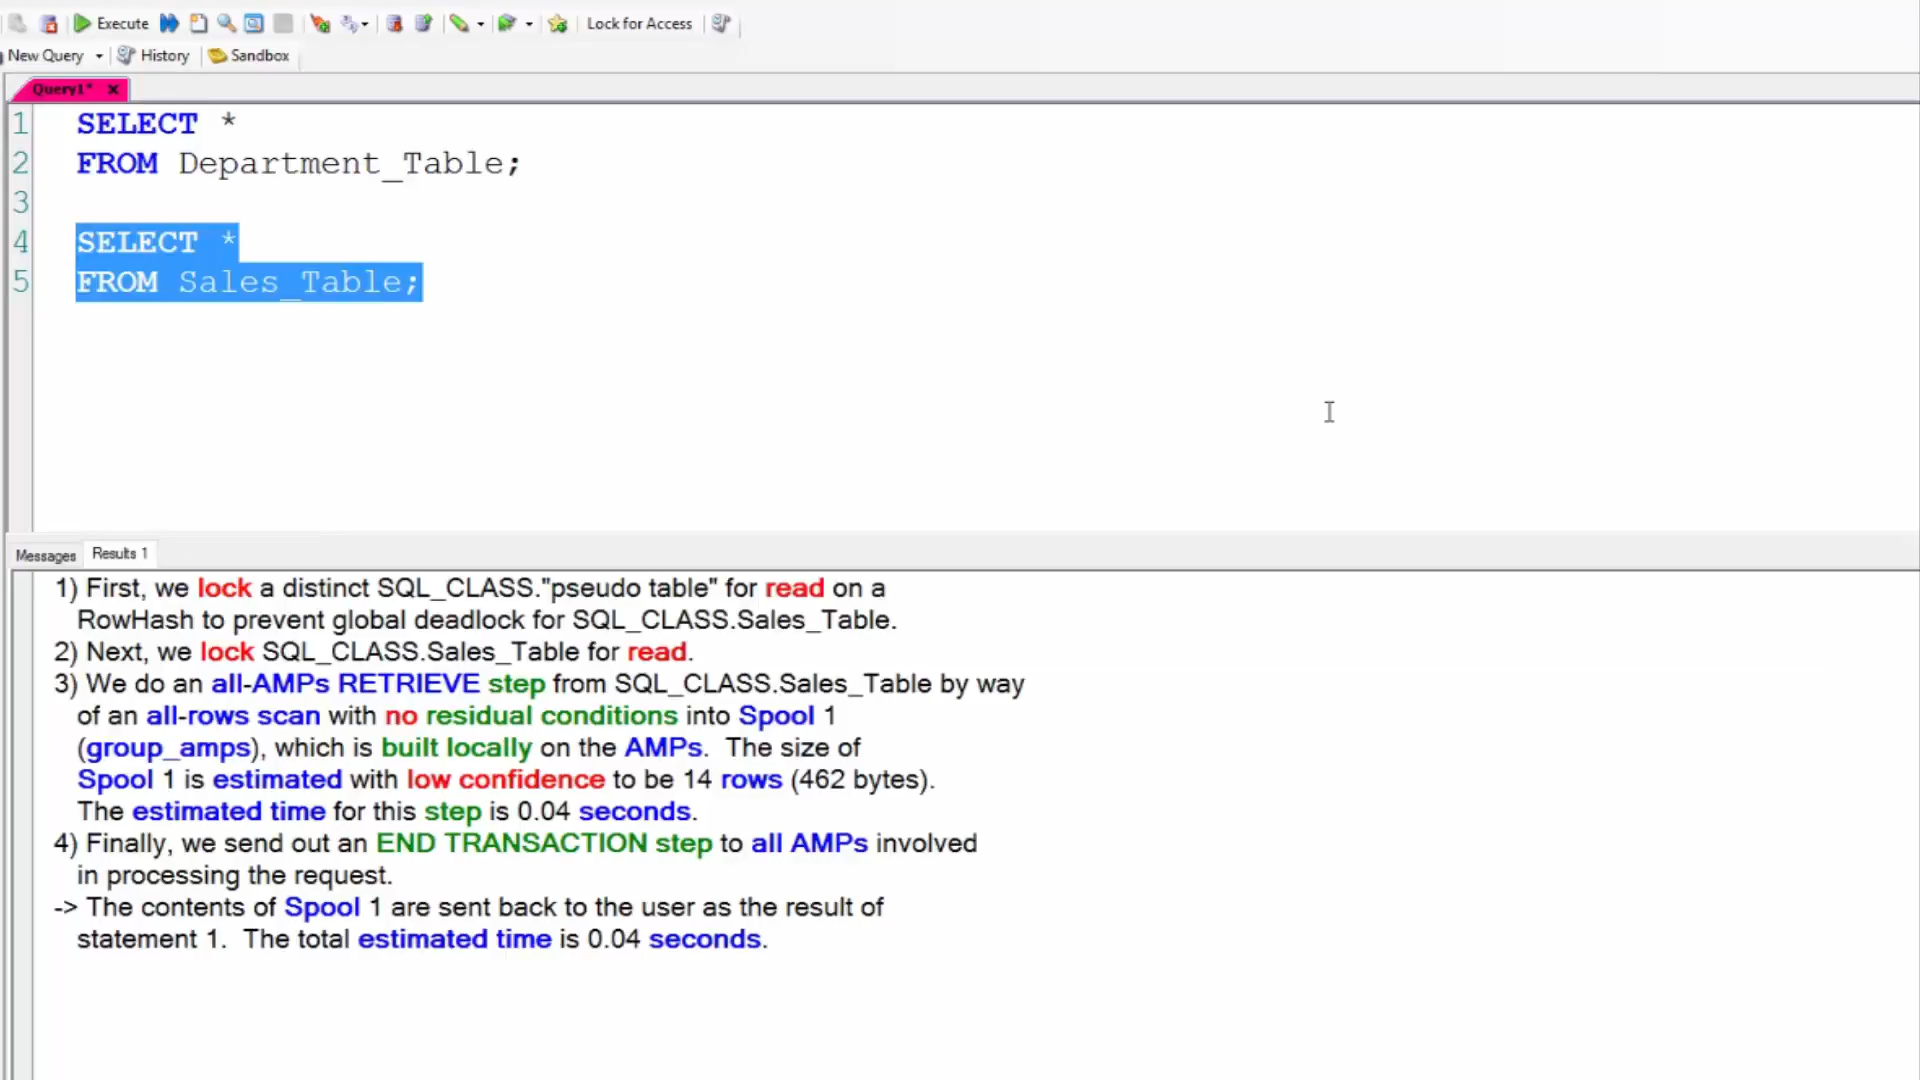 Execute Lock for Access
New Query History Sandbox
Query1* x
1 SELECT *
2 FROM Department_Table;
3
4 SELECT *
5 FROM Sales_Table;
Messages Results 1
1) First, we lock a distinct SQL_CLASS."pseudo table" for read on a
RowHash to prevent global deadlock for SQL_CLASS.Sales_Table.
2) Next, we lock SQL_CLASS.Sales_Table for read.
3) We do an all-AMPs RETRIEVE step from SQL_CLASS.Sales_Table by way
of an all-rows scan with no residual conditions into Spool 1
(group_amps), which is built locally on the AMPs. The size of
Spool 1 is estimated with low confidence to be 14 rows (462 bytes).
The estimated time for this step is 0.04 seconds.
4) Finally, we send out an END TRANSACTION step to all AMPs involved
in processing the request.
-> The contents of Spool 1 are sent back to the user as the result of
statement 1. The total estimated time is 0.04 seconds.